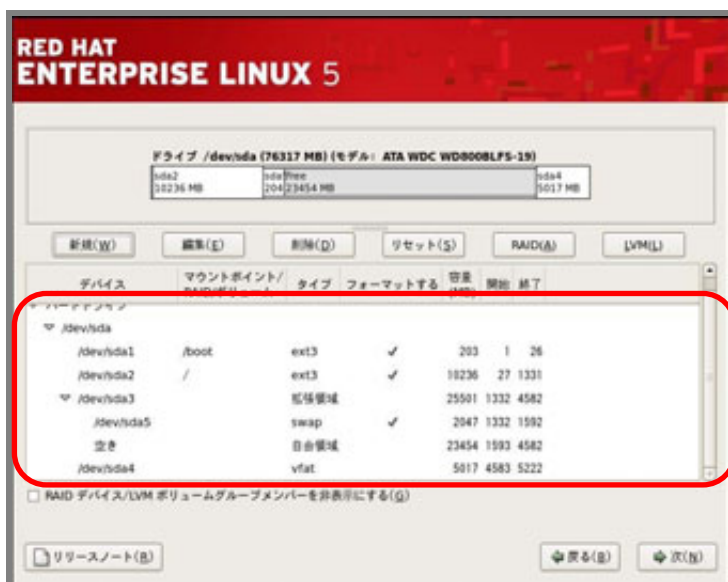 RED HAT
ENTERPRISE LINUX 5
ドライブ /dev/sda (76317 MB) (モデル: ATA WDC WD800BLFS-19)
sda2 sda free sda4
10236 MB 204 23454 MB 5017 MB
新規(W) 編集(E) 削除(D) リセット(S) RAID(A) LVM(L)
デバイス マウントポイント/ タイプ フォーマットする 容量 開始 終了
/dev/sda
/dev/sda1 /boot ext3 ✓ 203 1 26
/dev/sda2 / ext3 ✓ 10236 27 1331
/dev/sda3 拡張領域 25501 1332 4582
/dev/sda5 swap ✓ 2047 1332 1592
空き 23454 1593 4582
/dev/sda4 vfat 5017 4583 5222
RAID デバイス/LVM ボリュームグループメンバーを非表示にする(G)
リリースノート(R) 戻る(B) 次(N)